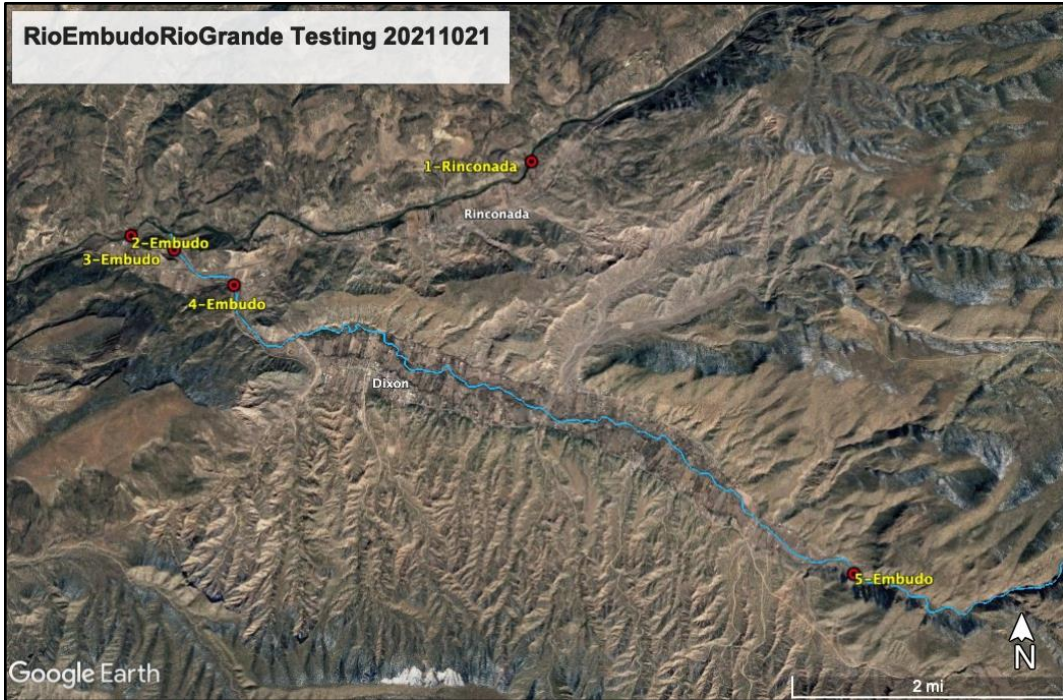 RioEmbudoRioGrande Testing 20211021
1-Rinconada
Rinconada
2-Embudo
3-Embudo
4-Embudo
Dixon
5-Embudo
N
Google Earth
2 mi